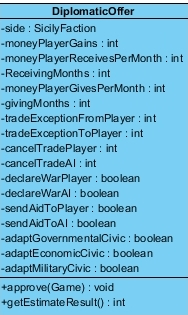 DiplomaticOffer
-side : SicilyFaction
-moneyPlayerGains : int
-moneyPlayerReceivesPerMonth : int
-ReceivingMonths : int
-moneyPlayerGivesPerMonth : int
-givingMonths : int
-tradeExceptionFromPlayer : int
-tradeExceptionToPlayer : int
-cancelTradePlayer : int
-cancelTradeAI : int
-declareWarPlayer : boolean
-declareWarAI : boolean
-sendAidToPlayer : boolean
-sendAidToAI : boolean
-adaptGovernmentalCivic : boolean
-adaptEconomicCivic : boolean
-adaptMilitaryCivic : boolean
+approve(Game) : void
+getEstimateResult() : int